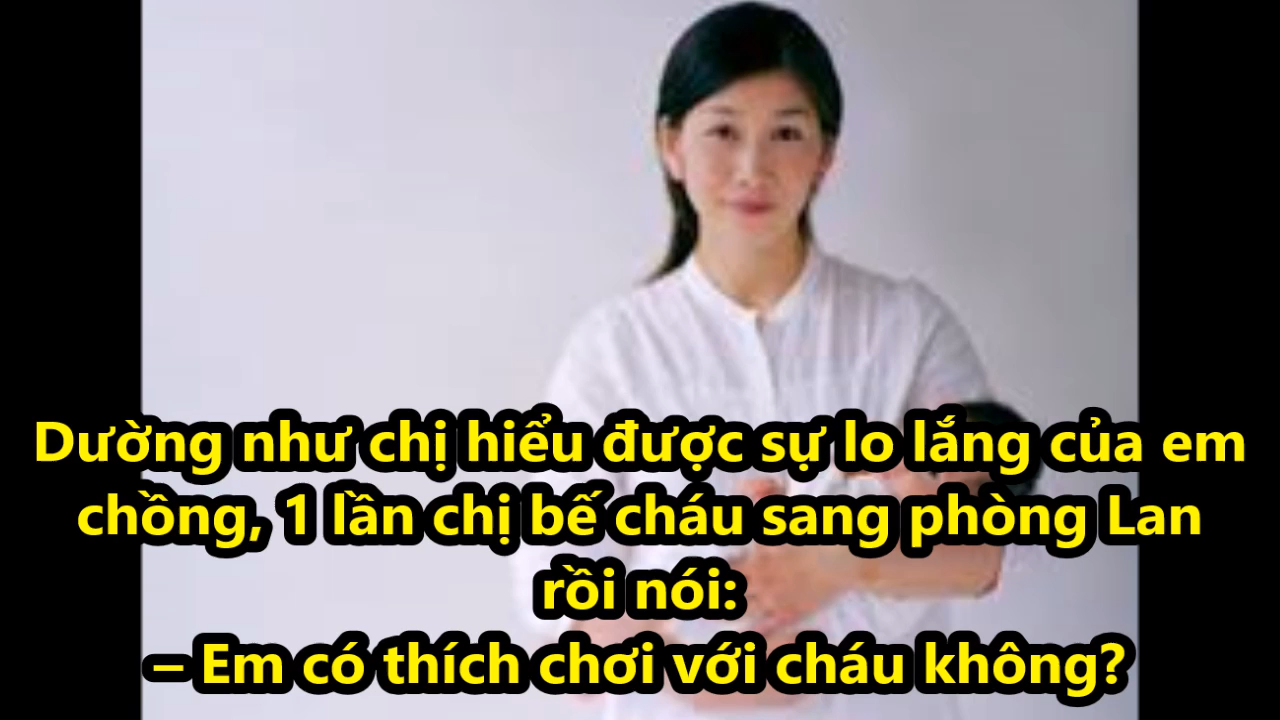 Dường như chị hiểu được sự lo lắng của em
chồng, 1 lần chị bế cháu sang phòng Lan
rồi nói:
– Em có thích chơi với cháu không?